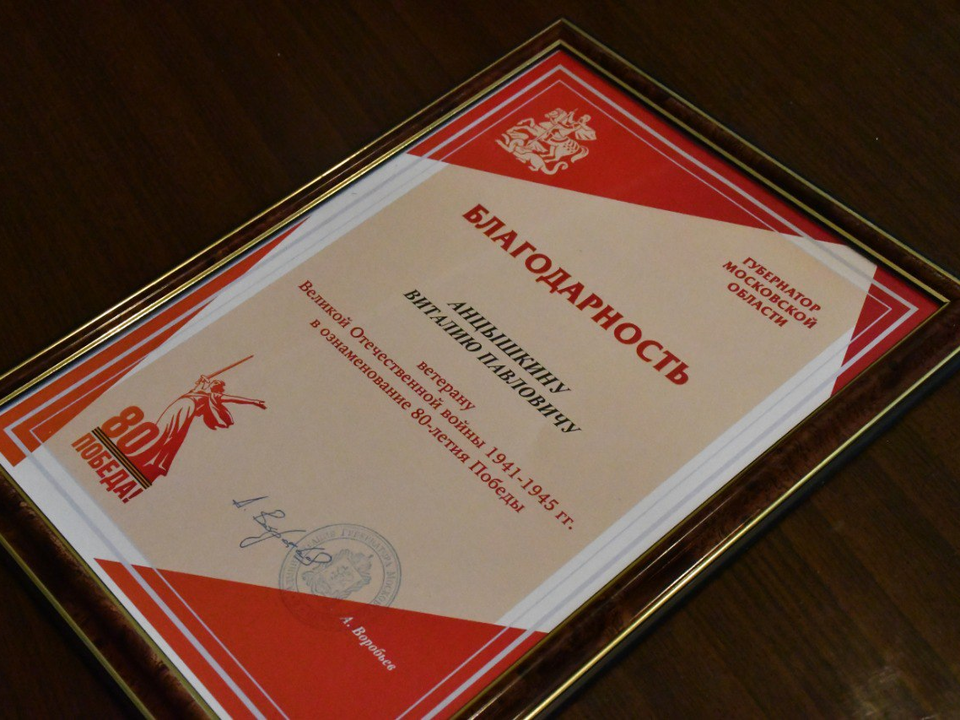 ГУБЕРНАТОР
МОСКОВСКОЙ
ОБЛАСТИ
БЛАГОДАРНОСТЬ
АНЦЫШКИНУ
ВИТАЛИЮ ПАВЛОВИЧУ
ветерану
Великой Отечественной войны 1941-1945 гг.
в ознаменование 80-летия Победы
80
ПОБЕДА!
А. Воробьев